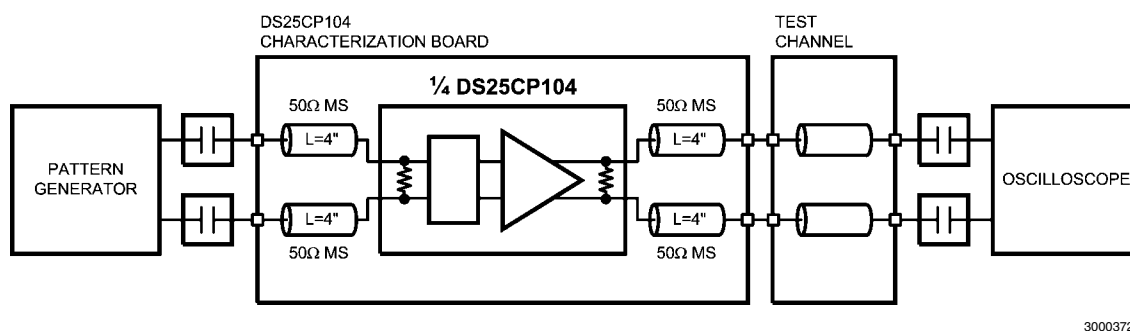 DS25CP104
CHARACTERIZATION BOARD
TEST
CHANNEL
¼ DS25CP104
50Ω MS
50Ω MS
L=4"
L=4"
PATTERN
GENERATOR
OSCILLOSCOPE
L=4"
L=4"
50Ω MS
50Ω MS
3000372